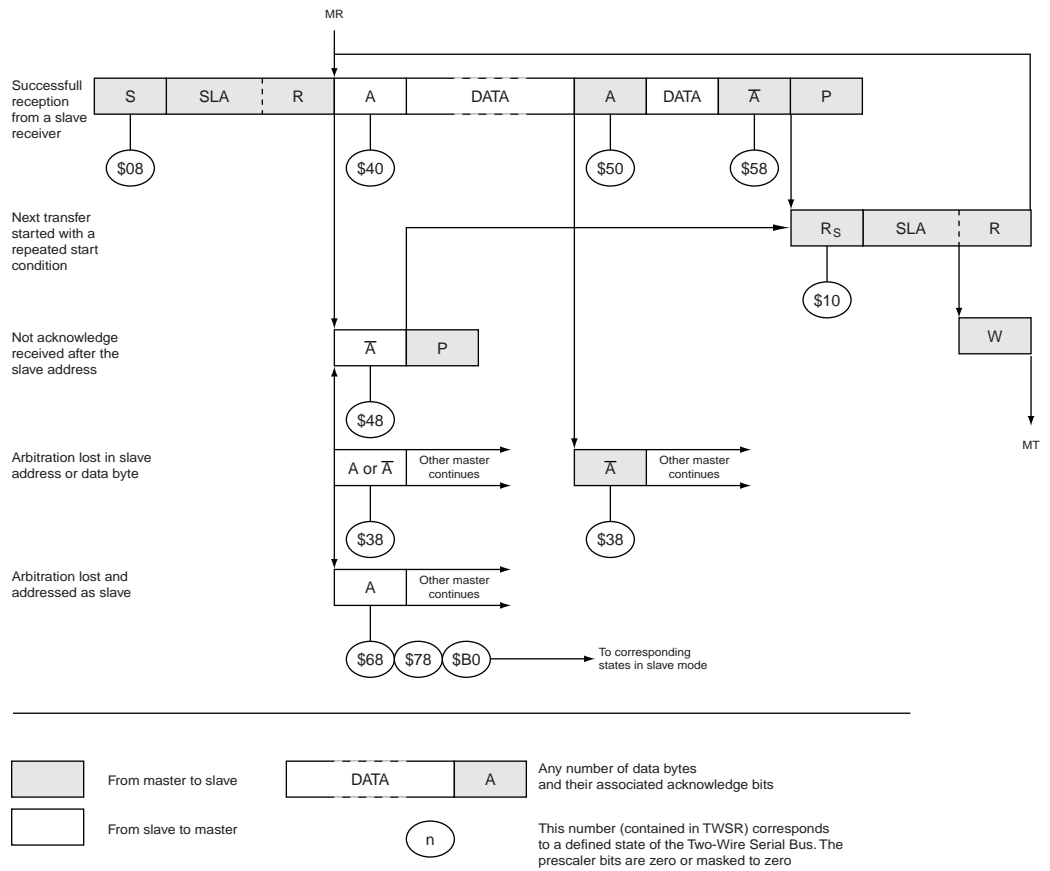 MR
Successfull
reception
from a slave
receiver
S SLA R A DATA A DATA A̅ P
$08 $40 $50 $58
Next transfer
started with a
repeated start
condition
RS SLA R
$10
Not acknowledge
received after the
slave address
A̅ P
W
$48
MT
Arbitration lost in slave
address or data byte
A or A̅
Other master
continues
A̅
Other master
continues
$38 $38
Arbitration lost and
addressed as slave
A
Other master
continues
$68 $78 $B0
To corresponding
states in slave mode
From master to slave
DATA A
Any number of data bytes
and their associated acknowledge bits
From slave to master
n
This number (contained in TWSR) corresponds
to a defined state of the Two-Wire Serial Bus. The
prescaler bits are zero or masked to zero